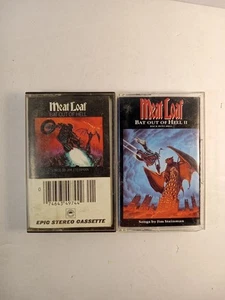 Meat Loaf
BAT OUT OF HELL
EPIC STEREO CASSETTE
Meat Loaf
BAT OUT OF HELL II
Songs by Jim Steinman